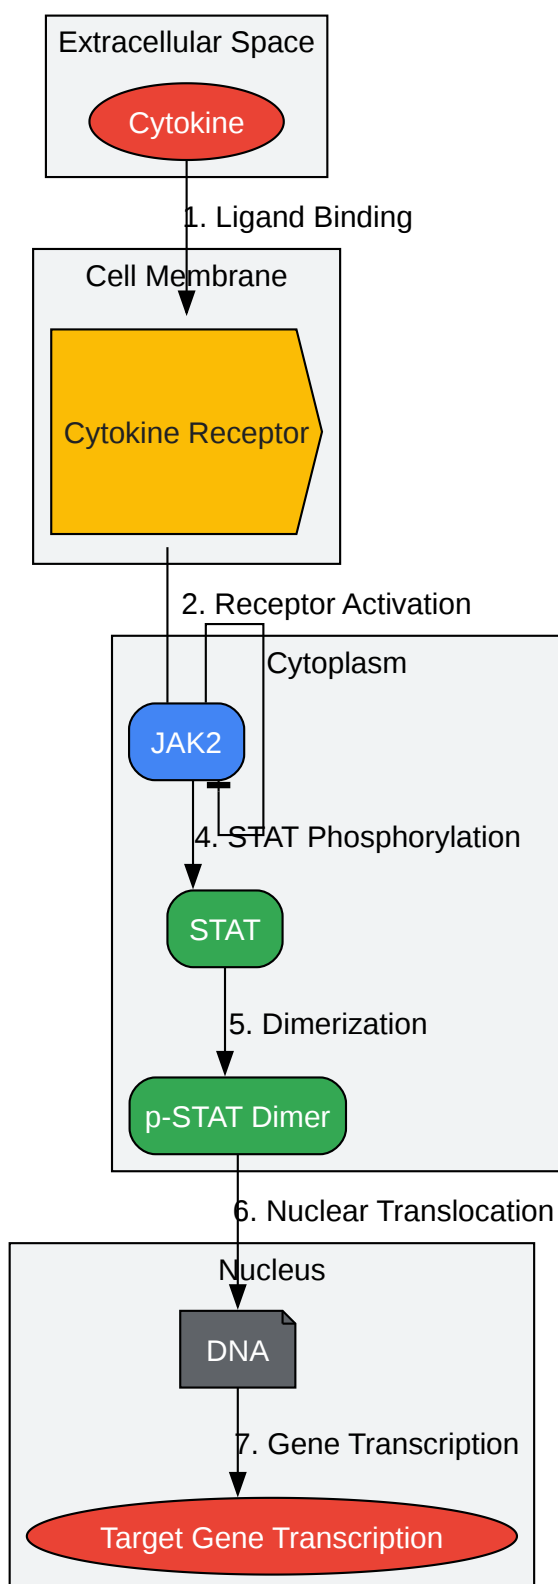 Extracellular Space
Cytokine
1. Ligand Binding
Cell Membrane
Cytokine Receptor
2. Receptor Activation
Cytoplasm
JAK2
4. STAT Phosphorylation
STAT
5. Dimerization
p-STAT Dimer
6. Nuclear Translocation
Nucleus
DNA
7. Gene Transcription
Target Gene Transcription